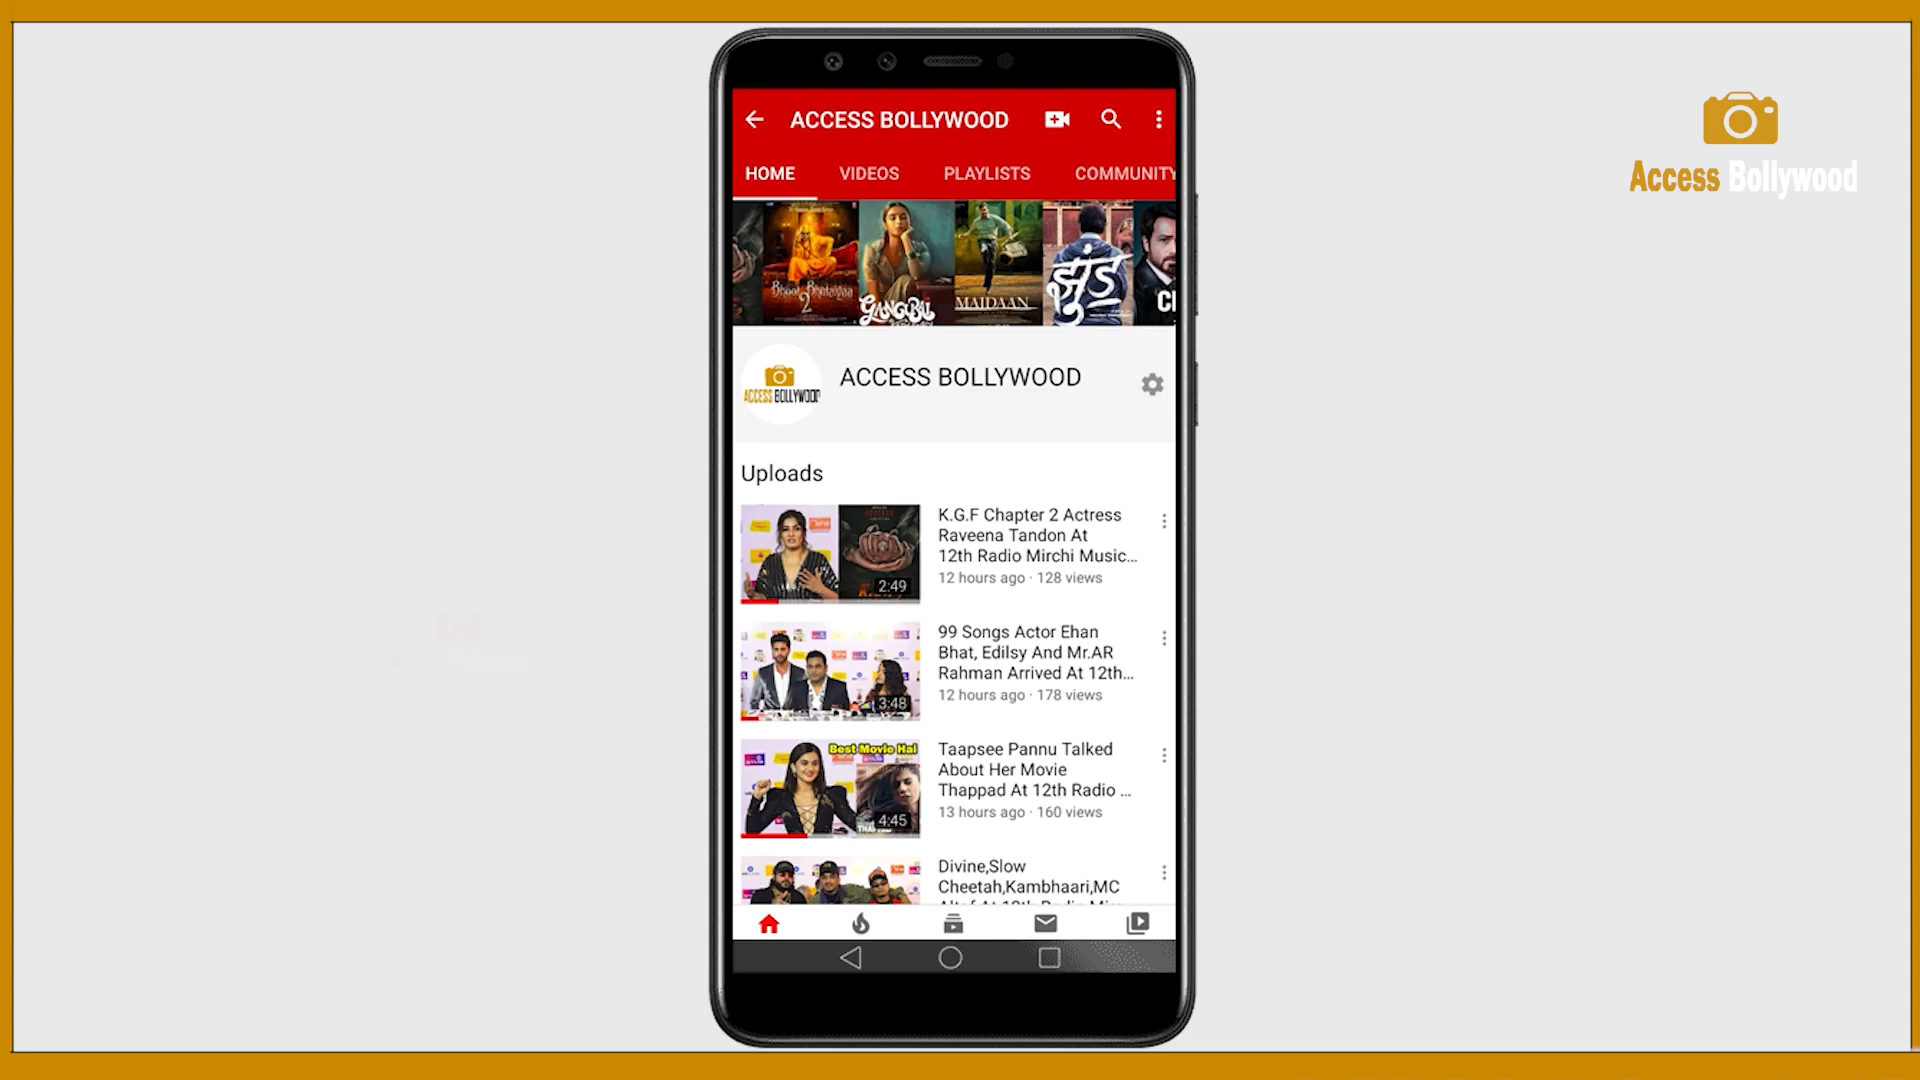 ACCESS BOLLYWOOD
HOME VIDEOS PLAYLISTS COMMUNITY
Bhool Bhulaiyaa
2
GANGUBAI
MAIDAAN
झुंड
Access Bollywood
ACCESS BOLLYWOOD
ACCESS BOLLYWOOD
Uploads
K.G.F Chapter 2 Actress
Raveena Tandon At
12th Radio Mirchi Music...
12 hours ago · 128 views
2:49
99 Songs Actor Ehan
Bhat, Edilsy And Mr.AR
Rahman Arrived At 12th...
12 hours ago · 178 views
3:48
Best Movie Hai
Taapsee Pannu Talked
About Her Movie
Thappad At 12th Radio ...
13 hours ago · 160 views
4:45
Divine,Slow
Cheetah,Kambhaari,MC